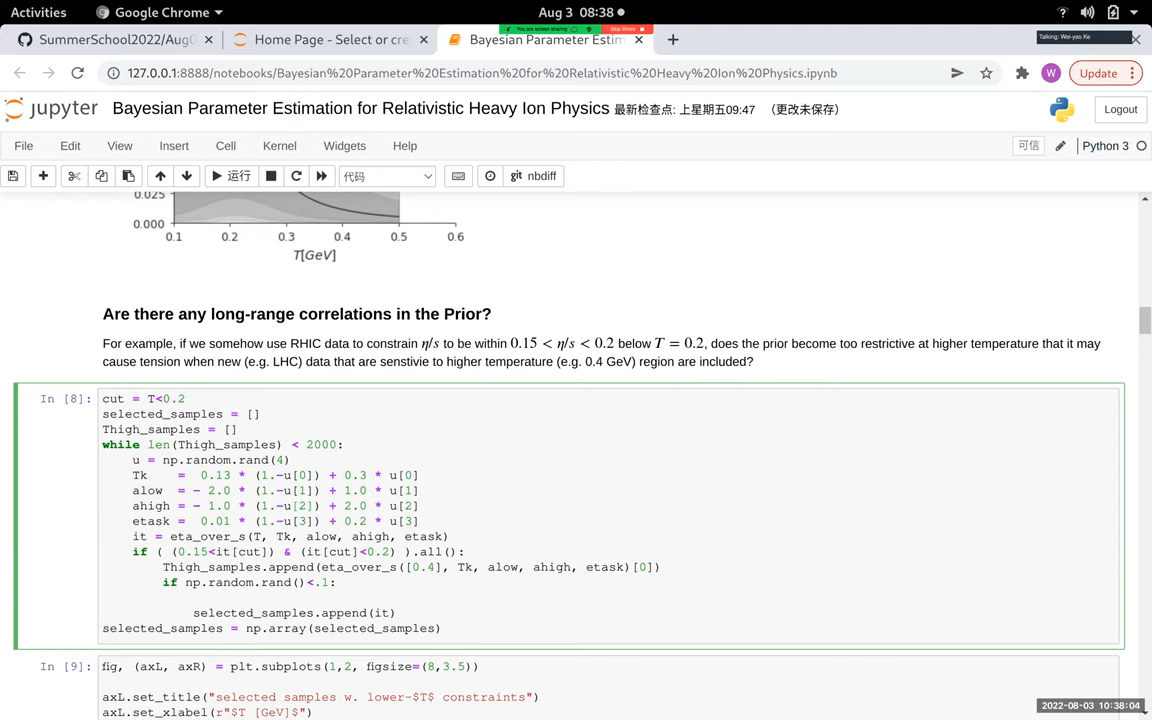 Activities Google Chrome Aug 3 08:38
SummerSchool2022/Aug0 Home Page - Select or cre Bayesian Parameter Estim
You are screen sharing Stop Share
Talking: Wei-yao Ke
127.0.0.1:8888/notebooks/Bayesian%20Parameter%20Estimation%20for%20Relativistic%20Heavy%20Ion%20Physics.ipynb W Update
jupyter Bayesian Parameter Estimation for Relativistic Heavy Ion Physics 最新检查点: 上星期五09:47 (更改未保存) Logout
File Edit View Insert Cell Kernel Widgets Help 可信 Python 3
运行 代码 git nbdiff
0.025
0.000
0.1 0.2 0.3 0.4 0.5 0.6
T[GeV]
Are there any long-range correlations in the Prior?
For example, if we somehow use RHIC data to constrain η/s to be within 0.15 < η/s < 0.2 below T = 0.2, does the prior become too restrictive at higher temperature that it may
cause tension when new (e.g. LHC) data that are senstivie to higher temperature (e.g. 0.4 GeV) region are included?
In [8]: cut = T<0.2
selected_samples = []
Thigh_samples = []
while len(Thigh_samples) < 2000:
u = np.random.rand(4)
Tk = 0.13 * (1.-u[0]) + 0.3 * u[0]
alow = - 2.0 * (1.-u[1]) + 1.0 * u[1]
ahigh = - 1.0 * (1.-u[2]) + 2.0 * u[2]
etask = 0.01 * (1.-u[3]) + 0.2 * u[3]
it = eta_over_s(T, Tk, alow, ahigh, etask)
if ( (0.15<it[cut]) & (it[cut]<0.2) ).all():
Thigh_samples.append(eta_over_s([0.4], Tk, alow, ahigh, etask)[0])
if np.random.rand()<.1:
selected_samples.append(it)
selected_samples = np.array(selected_samples)
In [9]: fig, (axL, axR) = plt.subplots(1,2, figsize=(8,3.5))
axL.set_title("selected samples w. lower-$T$ constraints")
axL.set_xlabel(r"$T [GeV]$")
2022-08-03 10:38:04